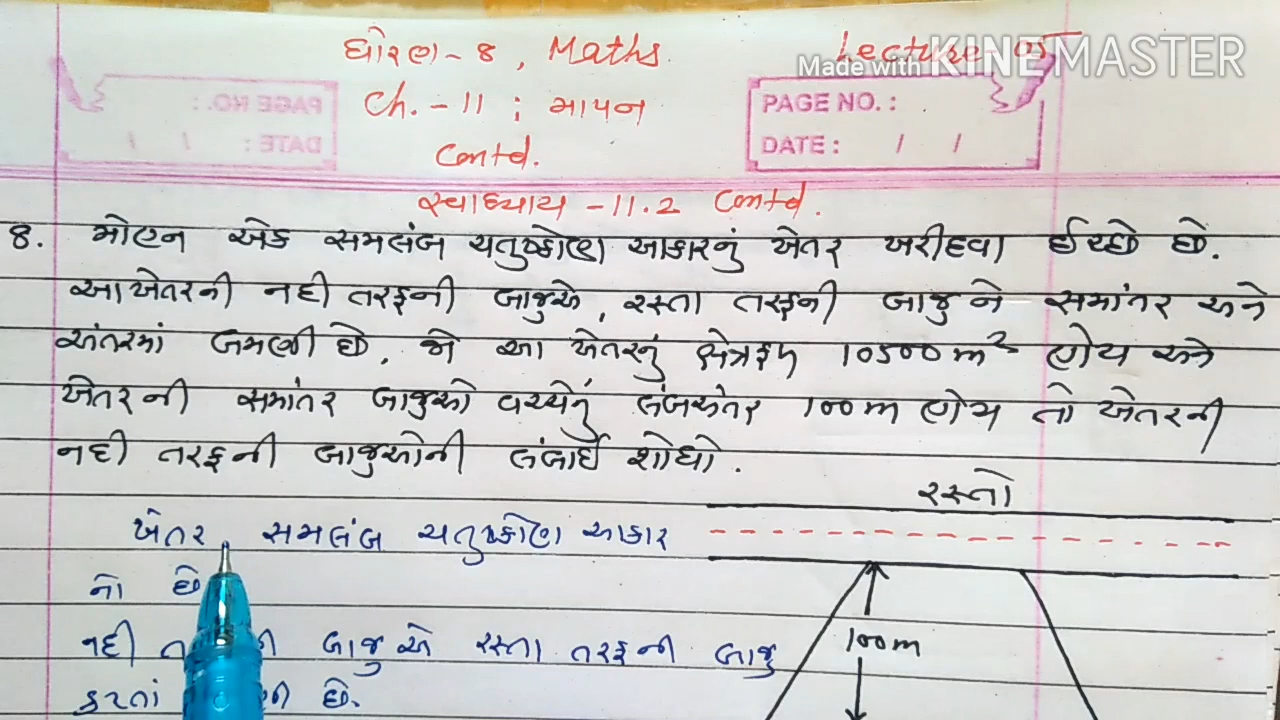 ધોરણ - 8 , Maths
Lecture - 05
Made with KINEMASTER
Ch. - 11 : માપન
PAGE NO. :
DATE : / /
Contd.
સ્વાધ્યાય - 11.2 Contd.
8. મોહન એક સમલંબ ચતુષ્કોણ આકારનું ખેતર ખરીદવા ઈચ્છે છે.
આ ખેતરની નદી તરફની બાજુએ, રસ્તા તરફની બાજુ ને સમાંતર અને
અંતરમાં બમણી છે. જો આ ખેતરનું ક્ષેત્રફળ 10500 m² હોય અને
ખેતરની સમાંતર બાજુઓ વચ્ચેનું લંબઅંતર 100 m હોય તો ખેતરની
નદી તરફની બાજુઓની લંબાઈ શોધો.
રસ્તો
ખેતર સમલંબ ચતુષ્કોણ આકાર
નો છે
નદી બાજુએ રસ્તા તરફની બાજુ
કરતાં છે.
100m